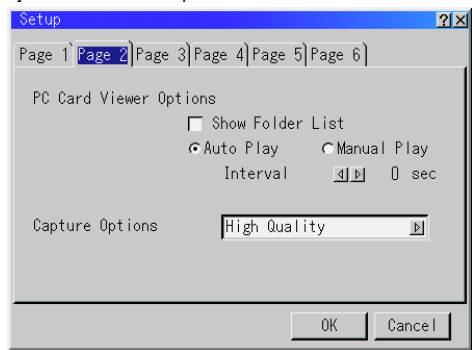 Setup ? ×
Page 1 Page 2 Page 3 Page 4 Page 5 Page 6
PC Card Viewer Options
Show Folder List
Auto Play Manual Play
Interval 0 sec
Capture Options High Quality
OK Cancel